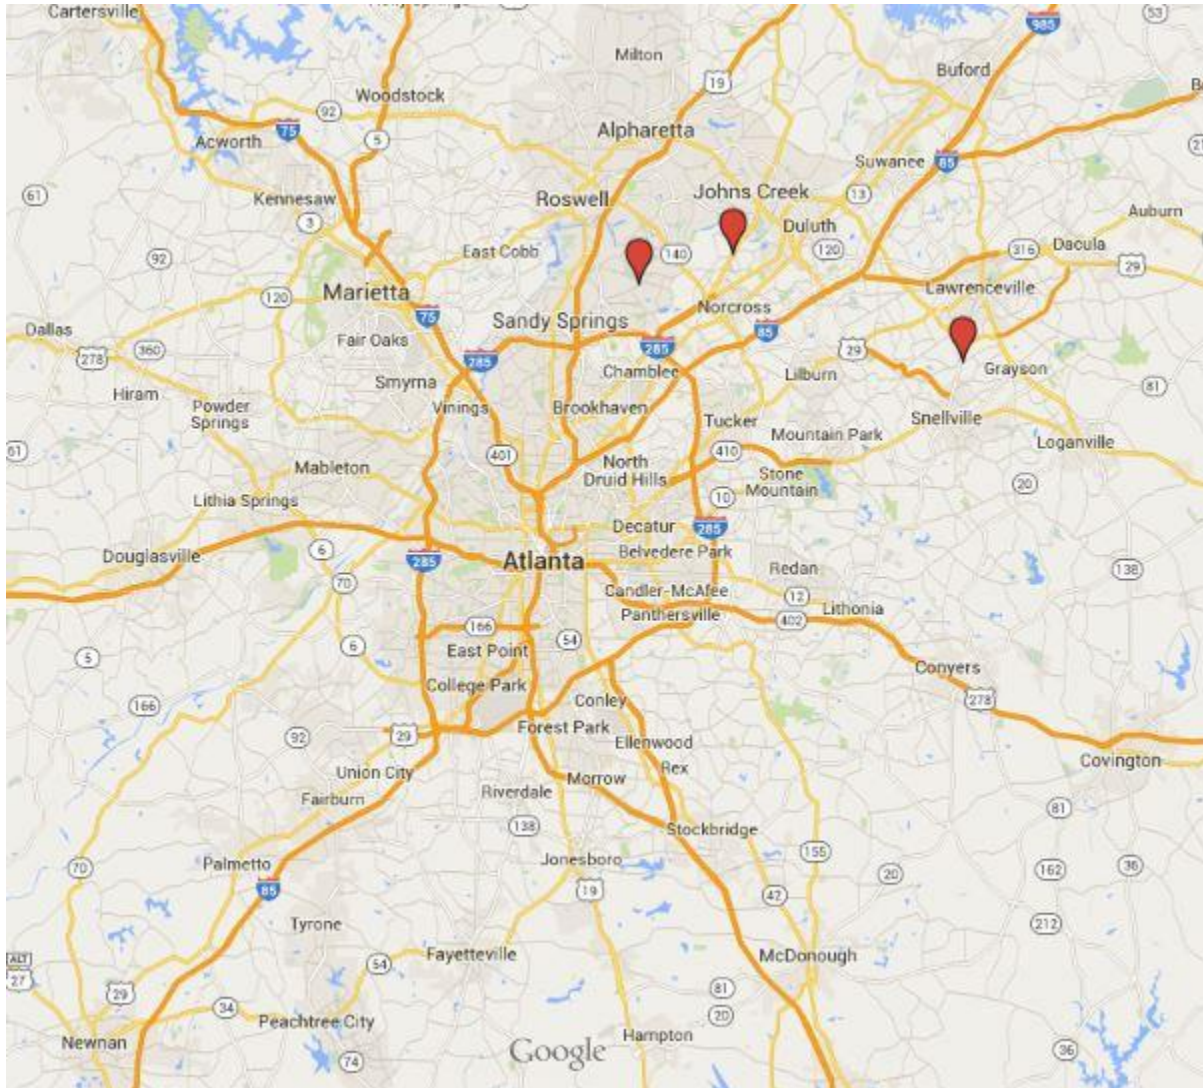 Cartersville
53
985
Milton
19
Buford
Woodstock
92
75
5
Acworth
Alpharetta
Suwanee
85
61
Kennesaw
Roswell
Johns Creek
13
3
Duluth
Auburn
92
East Cobb
140
120
316
Dacula
29
120
Marietta
Norcross
Lawrenceville
75
Sandy Springs
85
Dallas
278
360
Fair Oaks
285
285
29
Smyrna
Chamblee
Lilburn
Grayson
81
Hiram
Powder
Springs
Vinings
Brookhaven
Tucker
Snellville
Mountain Park
Loganville
61
401
410
Mableton
North
Druid Hills
Stone
Mountain
20
Lithia Springs
10
6
Decatur
285
Douglasville
285
Atlanta
Belvedere Park
Redan
138
70
Candler-McAfee
12
Lithonia
Panthersville
402
166
54
6
East Point
5
Conyers
College Park
278
166
Conley
92
29
Forest Park
Ellenwood
Union City
Rex
Covington
Morrow
Fairburn
Riverdale
81
138
Stockbridge
70
Palmetto
Jonesboro
155
20
162
36
85
19
42
Tyrone
212
Fayetteville
McDonough
ALT
27
54
29
81
34
20
Peachtree City
Newnan
Hampton
74
Google
36